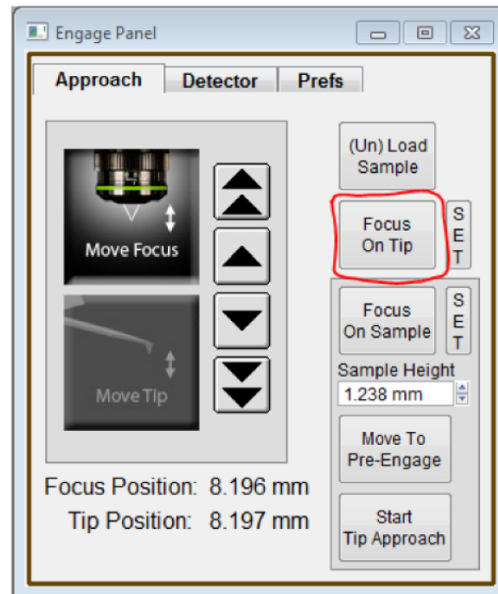 Engage Panel
Approach
Detector
Prefs
Move Focus
Move Tip
Focus Position: 8.196 mm
Tip Position: 8.197 mm
(Un) Load
Sample
Focus
On Tip
SET
Focus
On Sample
SET
Sample Height
1.238 mm
Move To
Pre-Engage
Start
Tip Approach